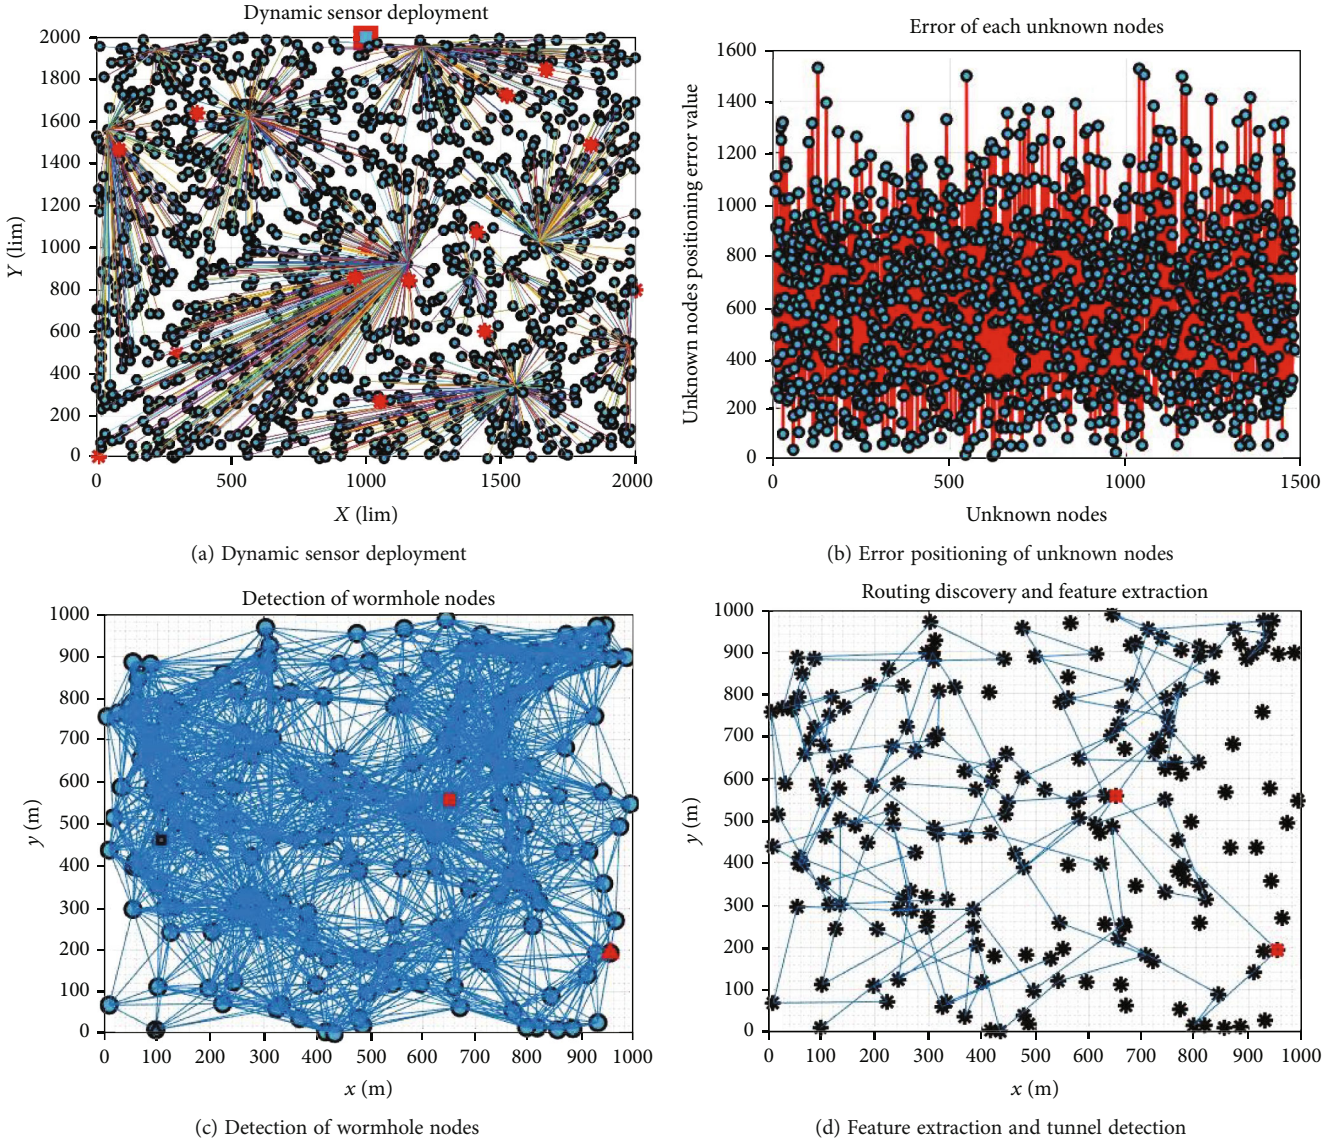 Dynamic sensor deployment
2000
1800
1600
1400
1200
1000
800
600
400
200
0
Y (lim)
0 500 1000 1500 2000
X (lim)
(a) Dynamic sensor deployment
Error of each unknown nodes
1600
1400
1200
1000
800
600
400
200
0
Unknown nodes positioning error value
0 500 1000 1500
Unknown nodes
(b) Error positioning of unknown nodes
Detection of wormhole nodes
1000
900
800
700
600
500
400
300
200
100
0
y (m)
0 100 200 300 400 500 600 700 800 900 1000
x (m)
(c) Detection of wormhole nodes
Routing discovery and feature extraction
1000
900
800
700
600
500
400
300
200
100
0
y (m)
0 100 200 300 400 500 600 700 800 900 1000
x (m)
(d) Feature extraction and tunnel detection